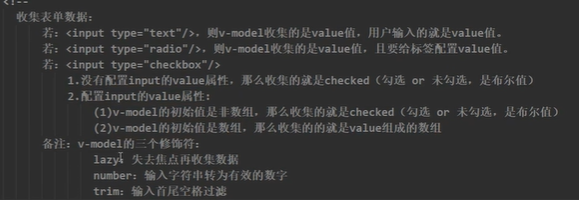 <!--
收集表单数据:
若: <input type="text"/>, 则v-model收集的是value值, 用户输入的就是value值。
若: <input type="radio"/>, 则v-model收集的是value值, 且要给标签配置value值。
若: <input type="checkbox"/>
1.没有配置input的value属性, 那么收集的就是checked (勾选 or 未勾选, 是布尔值)
2.配置input的value属性:
(1)v-model的初始值是非数组, 那么收集的就是checked (勾选 or 未勾选, 是布尔值)
(2)v-model的初始值是数组, 那么收集的的就是value组成的数组
备注: v-model的三个修饰符:
lazy: 失去焦点再收集数据
number: 输入字符串转为有效的数字
trim: 输入首尾空格过滤